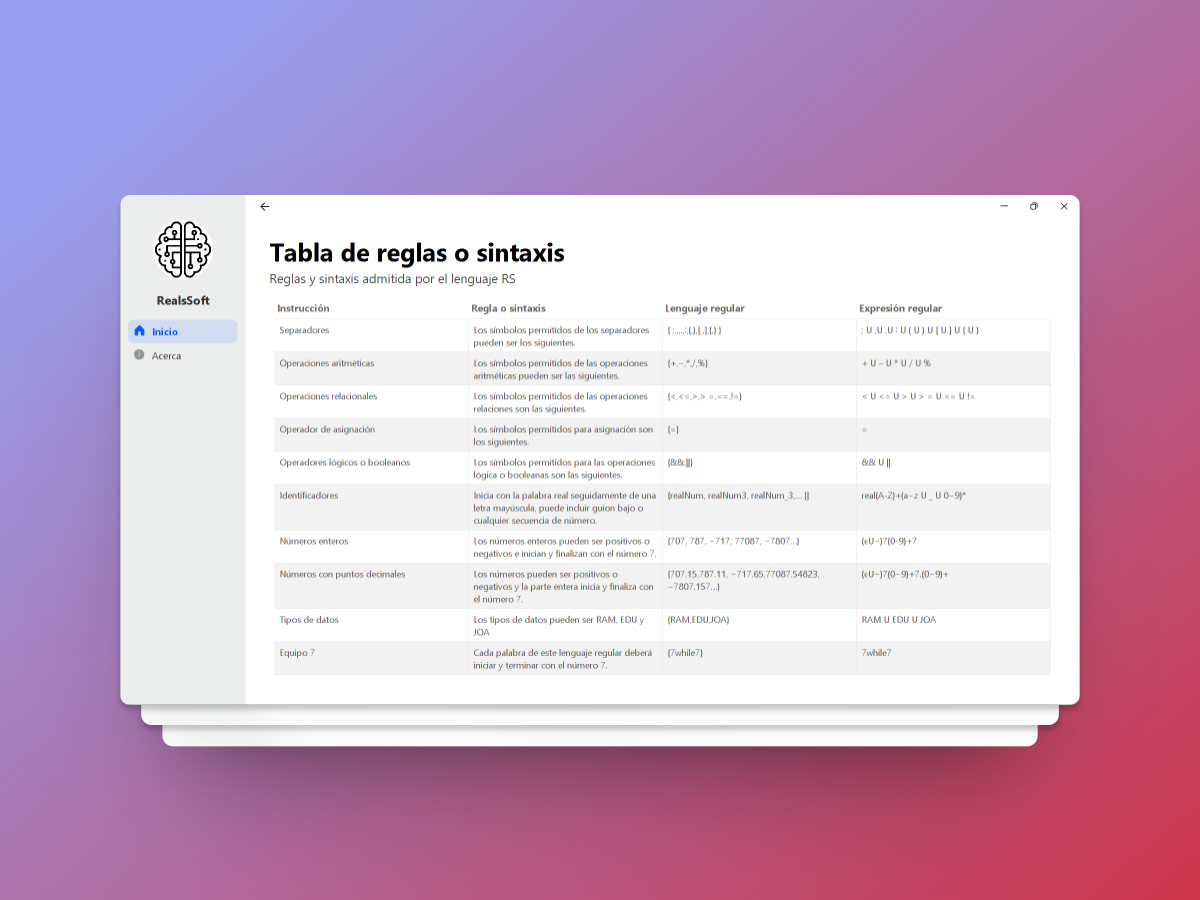 RealsSoft
Inicio
Acerca
Tabla de reglas o sintaxis
Reglas y sintaxis admitida por el lenguaje RS
Instrucción Regla o sintaxis Lenguaje regular Expresión regular
Separadores
Los símbolos permitidos de los separadores
pueden ser los siguientes.
Operaciones aritméticas
Los símbolos permitidos de las operaciones
aritméticas pueden ser las siguientes.
{+,−,*,/,%}
+ U − U * U / U %
Operaciones relacionales
Los símbolos permitidos de las operaciones
relaciones son las siguientes.
{<,<=,>,> =,==,!=}
< U <= U > U > = U == U !=
Operador de asignación
Los símbolos permitidos para asignación son
los siguientes.
{=}
=
Operadores lógicos o booleanos
Los símbolos permitidos para las operaciones
lógica o booleanas son las siguientes.
{&&,||}
&& U ||
Identificadores
Inicia con la palabra real seguidamente de una
letra mayúscula, puede incluir guion bajo o
cualquier secuencia de número.
{realNum, realNum3, realNum_3,... }|
real(A-Z)+(a−z U _ U 0−9)*
Números enteros
Los números enteros pueden ser positivos o
negativos e inician y finalizan con el número 7.
{707, 787, −717, 77087, −7807...}
(εU−)7(0-9)+7
Números con puntos decimales
Los números pueden ser positivos o
negativos y la parte entera inicia y finaliza con
el número 7.
{707.15,787.11, −717.65,77087.54823,
−7807.157...}
(εU−)7(0−9)+7.(0−9)+
Tipos de datos
Los tipos de datos pueden ser RAM, EDU y
JOA
{RAM,EDU,JOA}
RAM U EDU U JOA
Equipo 7
Cada palabra de este lenguaje regular deberá
iniciar y terminar con el número 7.
{7while7}
7while7